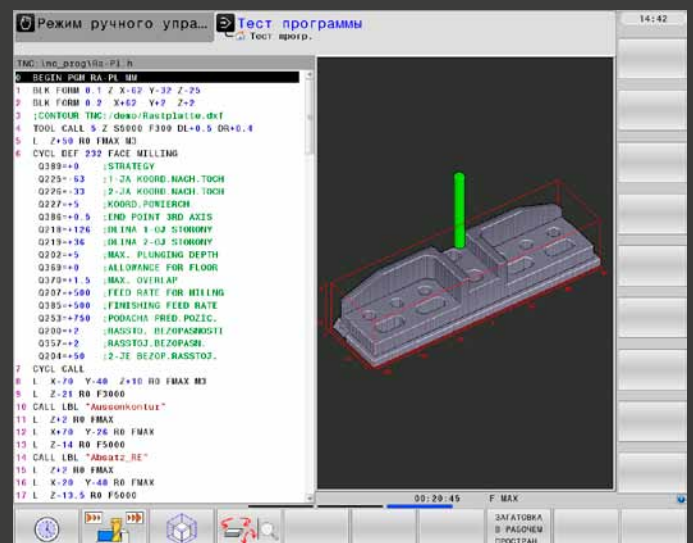 Режим ручного упра...
Тест программы
Тест прогр.
14:42
TNC:\nc_prog\Ra-Pl.h
0 BEGIN PGM RA-PL MM
1 BLK FORM 0.1 Z X-62 Y-32 Z-25
2 BLK FORM 0.2 X+62 Y+2 Z+2
3 ;CONTOUR TNC:/demo/Rastplatte.dxf
4 TOOL CALL 5 Z S5000 F300 DL+0.5 DR+0.4
5 L Z+50 R0 FMAX M3
6 CYCL DEF 232 FACE MILLING
Q389=+0 ;STRATEGY
Q225=-63 ;1-JA KOORD.NACH.TOCH
Q226=-33 ;2-JA KOORD.NACH.TOCH
Q227=+5 ;KOORD.POWIERCH
Q386=+0.5 ;END POINT 3RD AXIS
Q218=+126 ;DLINA 1-OJ STORONY
Q219=+36 ;DLINA 2-OJ STORONY
Q202=+5 ;MAX. PLUNGING DEPTH
Q369=+0 ;ALLOWANCE FOR FLOOR
Q370=+1.5 ;MAX. OVERLAP
Q207=+500 ;FEED RATE FOR MILLNG
Q385=+500 ;FINISHING FEED RATE
Q253=+750 ;PODACHA PRED.POZIC.
Q200=+2 ;RASSTO. BEZOPASNOSTI
Q357=+2 ;RASSTOJ.BEZOPASN.
Q204=+50 ;2-JE BEZOP.RASSTOJ.
7 CYCL CALL
8 L X-70 Y-40 Z+10 R0 FMAX M3
9 L Z-21 R0 F3000
10 CALL LBL "Aussenkontur"
11 L Z+2 R0 FMAX
12 L X+70 Y-26 R0 FMAX
13 L Z-14 R0 F5000
14 CALL LBL "Absatz_RE"
15 L Z+2 R0 FMAX
16 L X-20 Y-40 R0 FMAX
17 L Z-13.5 R0 F5000
00:20:45 F MAX
ЗАГАТОВКА
В РАБОЧЕМ
ПРОСТРАН.